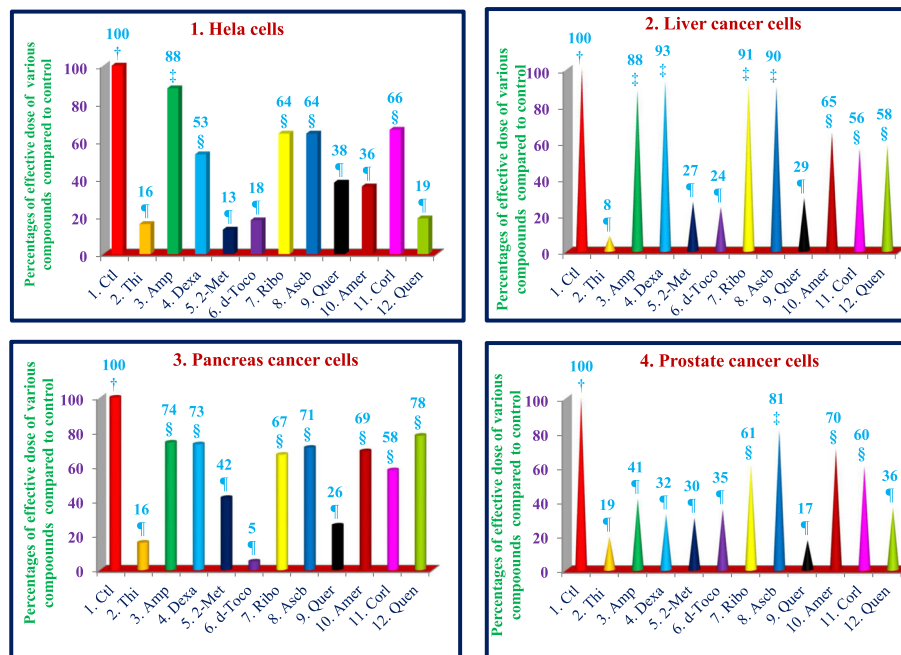 1. Hela cells
Percentages of effective dose of various
compoounds compared to control
100
80
60
40
20
0
100
†
16
¶
88
‡
53
§
13
¶
18
¶
64
§
64
§
38
¶
36
¶
66
§
19
¶
1. Ctl
2. Thi
3. Amp
4. Dexa
5. 2-Met
6. d-Toco
7. Ribo
8. Ascb
9. Quer
10. Amer
11. Corl
12. Quen
2. Liver cancer cells
Percentages of effective dose of various
compoounds compared to control
100
80
60
40
20
0
100
†
8
¶
88
‡
93
‡
27
¶
24
¶
91
‡
90
‡
29
¶
65
§
56
§
58
§
1. Ctl
2. Thi
3. Amp
4. Dexa
5. 2-Met
6. d-Toco
7. Ribo
8. Ascb
9. Quer
10. Amer
11. Corl
12. Quen
3. Pancreas cancer cells
Percentages of effective dose of various
compoounds compared to control
100
80
60
40
20
0
100
†
16
¶
74
§
73
§
42
¶
5
¶
67
§
71
§
26
¶
69
§
58
§
78
§
1. Ctl
2. Thi
3. Amp
4. Dexa
5. 2-Met
6. d-Toco
7. Ribo
8. Ascb
9. Quer
10. Amer
11. Corl
12. Quen
4. Prostate cancer cells
Percentages of effective dose of various
compoounds compared to control
100
80
60
40
20
0
100
†
19
¶
41
¶
32
¶
30
¶
35
¶
61
§
81
‡
17
¶
70
§
60
§
36
¶
1. Ctl
2. Thi
3. Amp
4. Dexa
5. 2-Met
6. d-Toco
7. Ribo
8. Ascb
9. Quer
10. Amer
11. Corl
12. Quen